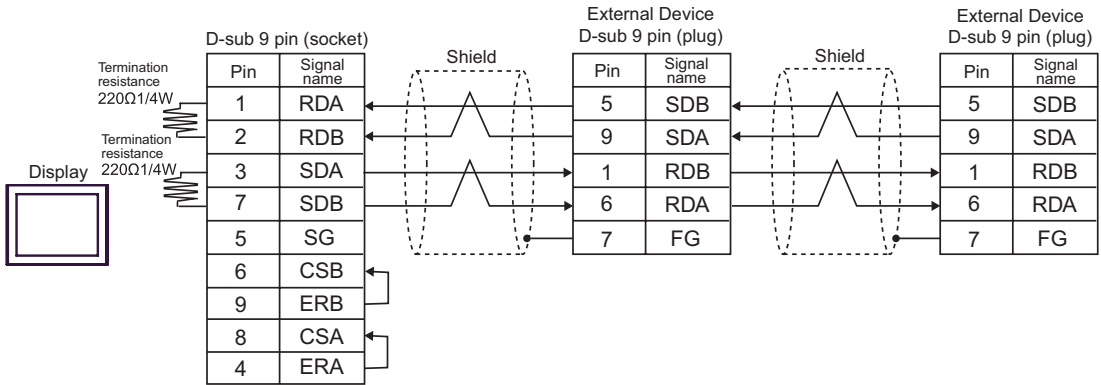 External Device
D-sub 9 pin (plug)
External Device
D-sub 9 pin (plug)
D-sub 9 pin (socket)
Shield
Shield
Termination
resistance
220Ω1/4W
Termination
resistance
220Ω1/4W
Display
Pin Signal name
1 RDA
2 RDB
3 SDA
7 SDB
5 SG
6 CSB
9 ERB
8 CSA
4 ERA
Pin Signal name
5 SDB
9 SDA
1 RDB
6 RDA
7 FG
Pin Signal name
5 SDB
9 SDA
1 RDB
6 RDA
7 FG